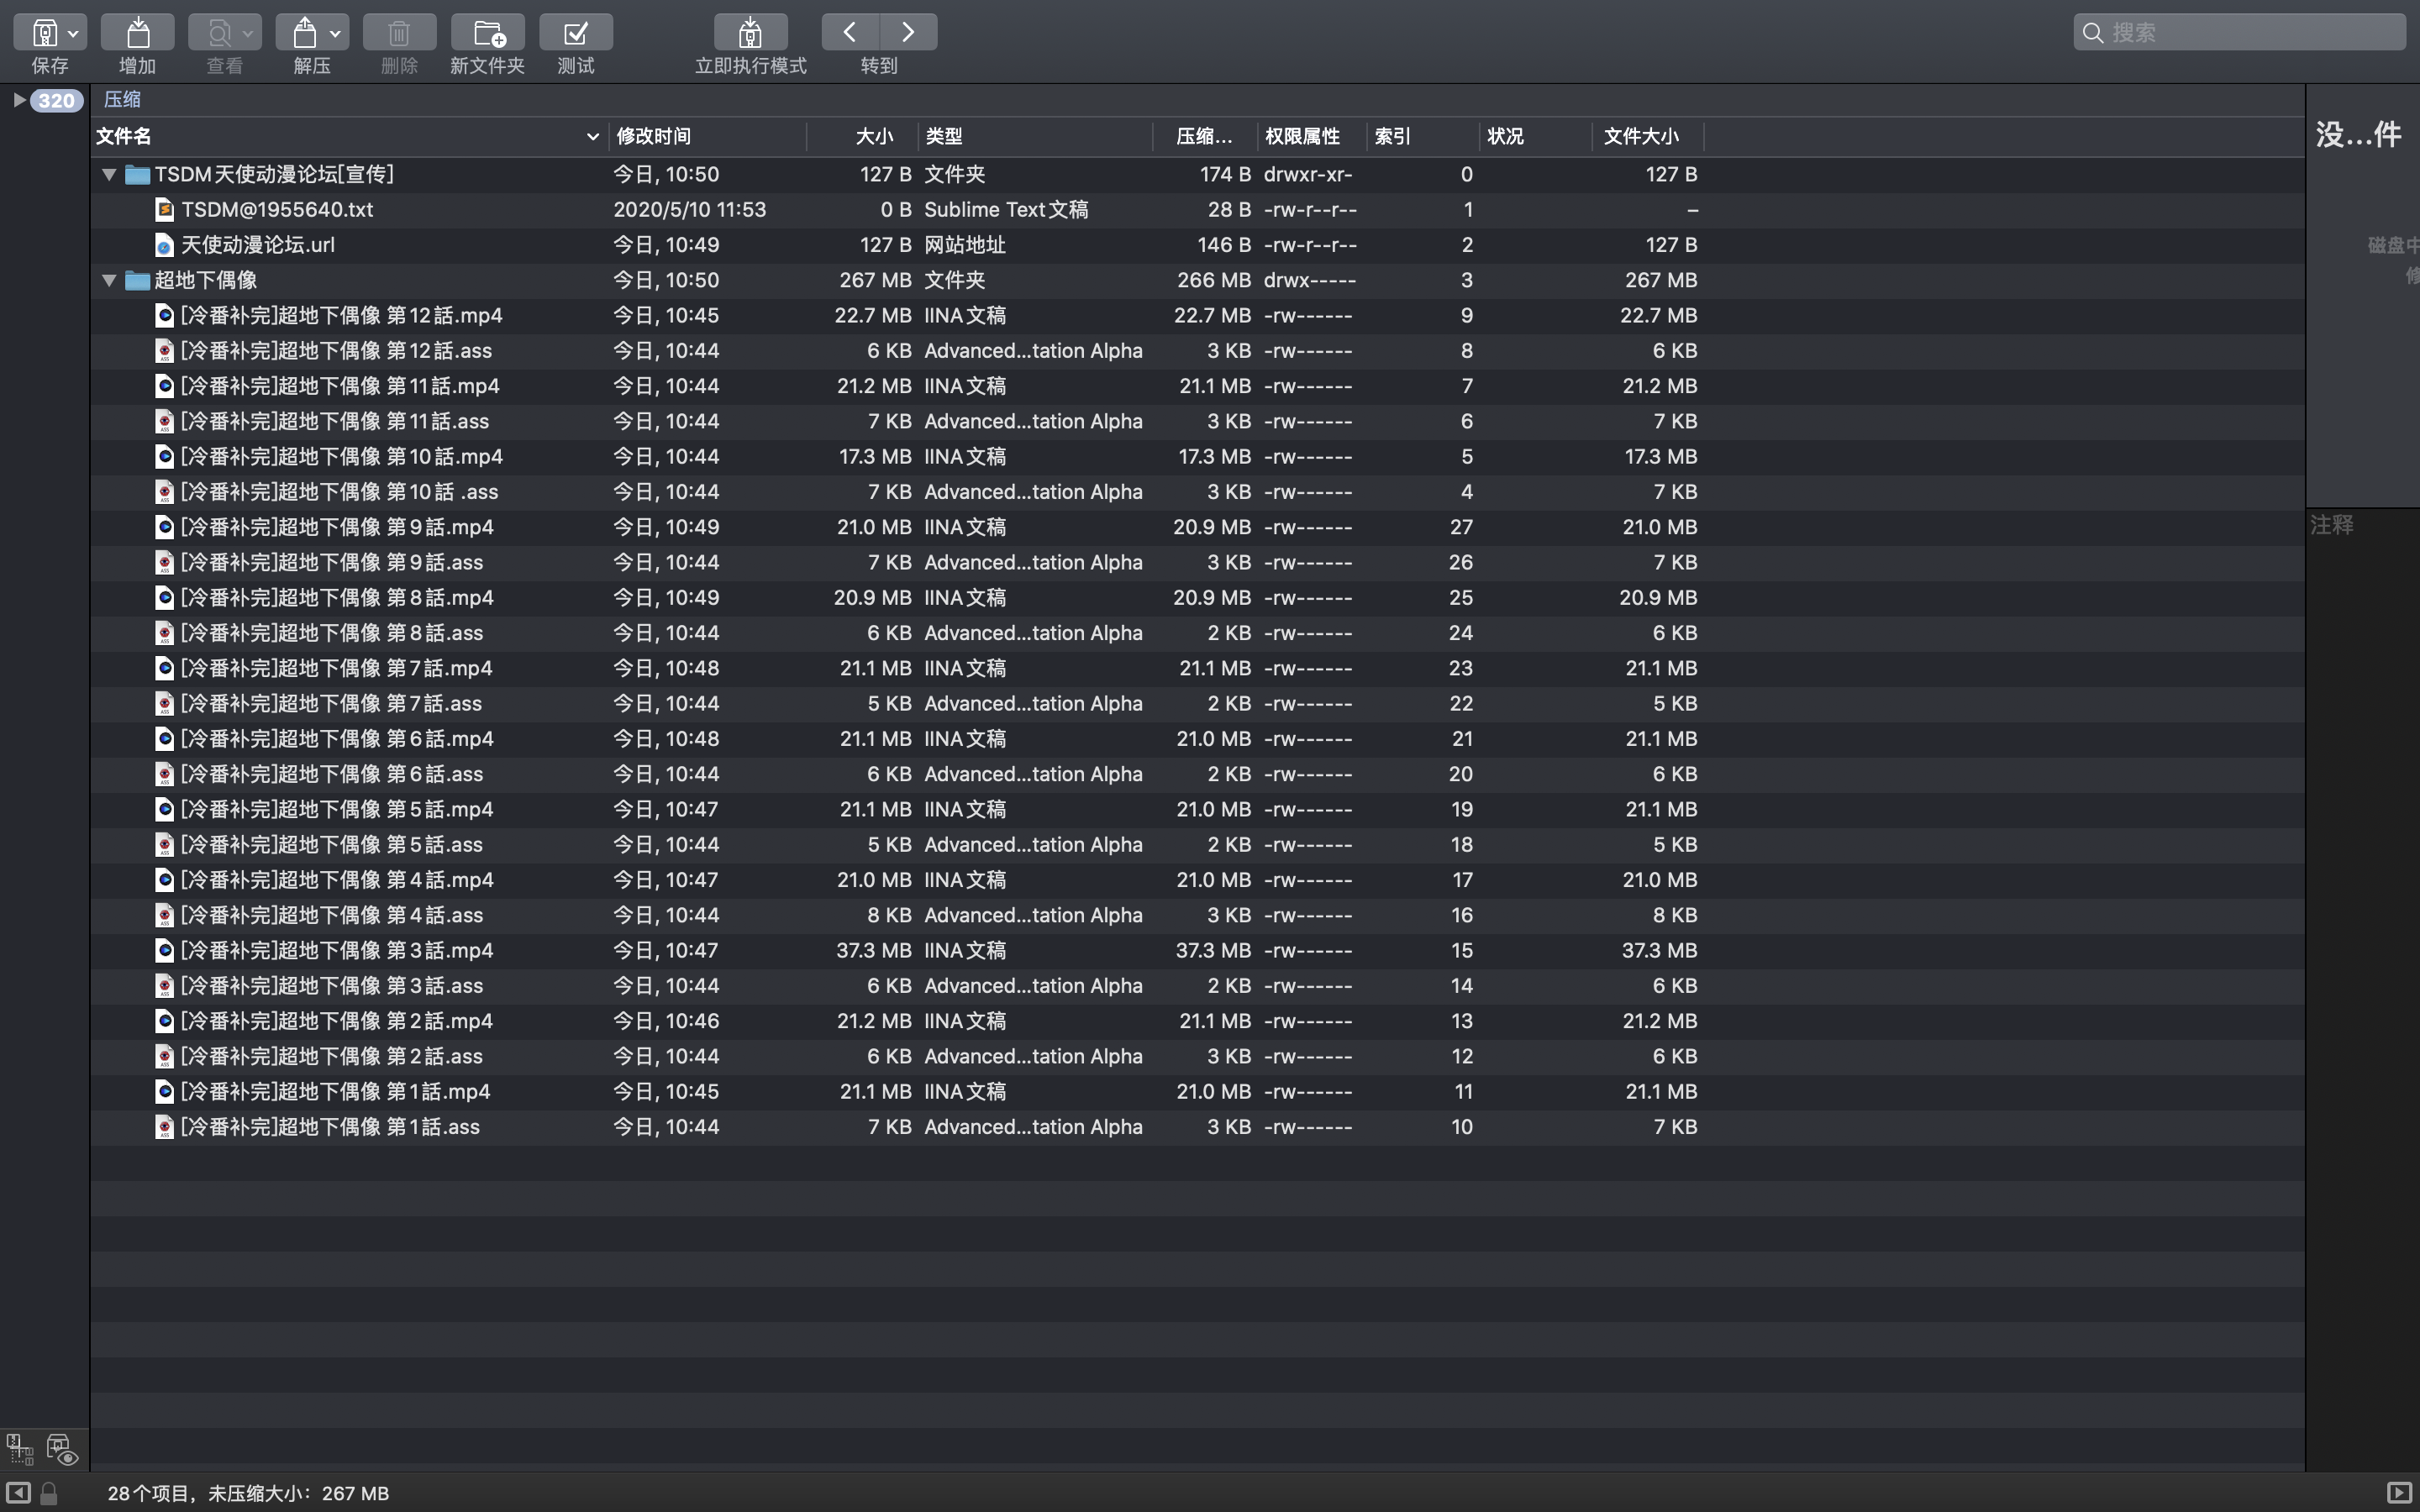 保存 增加 查看 解压 删除 新文件夹 测试 立即执行模式 转到 搜索
320 压缩
文件名 修改时间 大小 类型 压缩... 权限属性 索引 状况 文件大小
没...件
TSDM天使动漫论坛[宣传] 今日, 10:50 127 B 文件夹 174 B drwxr-xr- 0 127 B
TSDM@1955640.txt 2020/5/10 11:53 0 B Sublime Text文稿 28 B -rw-r--r-- 1 –
天使动漫论坛.url 今日, 10:49 127 B 网站地址 146 B -rw-r--r-- 2 127 B
磁盘中
超地下偶像 今日, 10:50 267 MB 文件夹 266 MB drwx----- 3 267 MB
修
[冷番补完]超地下偶像 第12話.mp4 今日, 10:45 22.7 MB IINA文稿 22.7 MB -rw------ 9 22.7 MB
[冷番补完]超地下偶像 第12話.ass 今日, 10:44 6 KB Advanced...tation Alpha 3 KB -rw------ 8 6 KB
[冷番补完]超地下偶像 第11話.mp4 今日, 10:44 21.2 MB IINA文稿 21.1 MB -rw------ 7 21.2 MB
[冷番补完]超地下偶像 第11話.ass 今日, 10:44 7 KB Advanced...tation Alpha 3 KB -rw------ 6 7 KB
[冷番补完]超地下偶像 第10話.mp4 今日, 10:44 17.3 MB IINA文稿 17.3 MB -rw------ 5 17.3 MB
[冷番补完]超地下偶像 第10話 .ass 今日, 10:44 7 KB Advanced...tation Alpha 3 KB -rw------ 4 7 KB
注释
[冷番补完]超地下偶像 第9話.mp4 今日, 10:49 21.0 MB IINA文稿 20.9 MB -rw------ 27 21.0 MB
[冷番补完]超地下偶像 第9話.ass 今日, 10:44 7 KB Advanced...tation Alpha 3 KB -rw------ 26 7 KB
[冷番补完]超地下偶像 第8話.mp4 今日, 10:49 20.9 MB IINA文稿 20.9 MB -rw------ 25 20.9 MB
[冷番补完]超地下偶像 第8話.ass 今日, 10:44 6 KB Advanced...tation Alpha 2 KB -rw------ 24 6 KB
[冷番补完]超地下偶像 第7話.mp4 今日, 10:48 21.1 MB IINA文稿 21.1 MB -rw------ 23 21.1 MB
[冷番补完]超地下偶像 第7話.ass 今日, 10:44 5 KB Advanced...tation Alpha 2 KB -rw------ 22 5 KB
[冷番补完]超地下偶像 第6話.mp4 今日, 10:48 21.1 MB IINA文稿 21.0 MB -rw------ 21 21.1 MB
[冷番补完]超地下偶像 第6話.ass 今日, 10:44 6 KB Advanced...tation Alpha 2 KB -rw------ 20 6 KB
[冷番补完]超地下偶像 第5話.mp4 今日, 10:47 21.1 MB IINA文稿 21.0 MB -rw------ 19 21.1 MB
[冷番补完]超地下偶像 第5話.ass 今日, 10:44 5 KB Advanced...tation Alpha 2 KB -rw------ 18 5 KB
[冷番补完]超地下偶像 第4話.mp4 今日, 10:47 21.0 MB IINA文稿 21.0 MB -rw------ 17 21.0 MB
[冷番补完]超地下偶像 第4話.ass 今日, 10:44 8 KB Advanced...tation Alpha 3 KB -rw------ 16 8 KB
[冷番补完]超地下偶像 第3話.mp4 今日, 10:47 37.3 MB IINA文稿 37.3 MB -rw------ 15 37.3 MB
[冷番补完]超地下偶像 第3話.ass 今日, 10:44 6 KB Advanced...tation Alpha 2 KB -rw------ 14 6 KB
[冷番补完]超地下偶像 第2話.mp4 今日, 10:46 21.2 MB IINA文稿 21.1 MB -rw------ 13 21.2 MB
[冷番补完]超地下偶像 第2話.ass 今日, 10:44 6 KB Advanced...tation Alpha 3 KB -rw------ 12 6 KB
[冷番补完]超地下偶像 第1話.mp4 今日, 10:45 21.1 MB IINA文稿 21.0 MB -rw------ 11 21.1 MB
[冷番补完]超地下偶像 第1話.ass 今日, 10:44 7 KB Advanced...tation Alpha 3 KB -rw------ 10 7 KB
28个项目，未压缩大小：267 MB